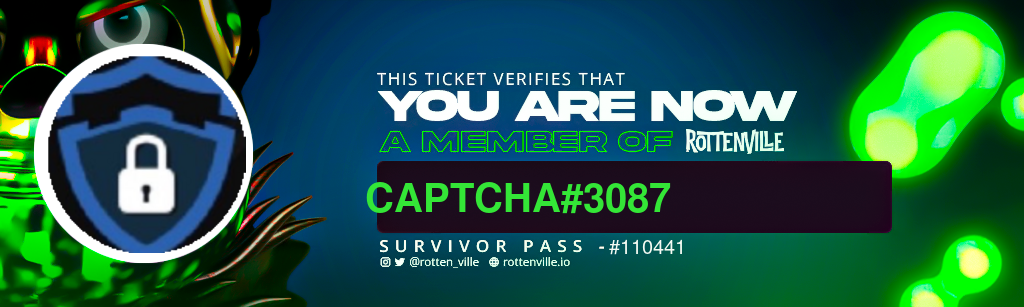 THIS TICKET VERIFIES THAT
YOU ARE NOW
A MEMBER OF ROTTENVILLE
CAPTCHA#3087
SURVIVOR PASS - #110441
@rotten_ville rottenville.io